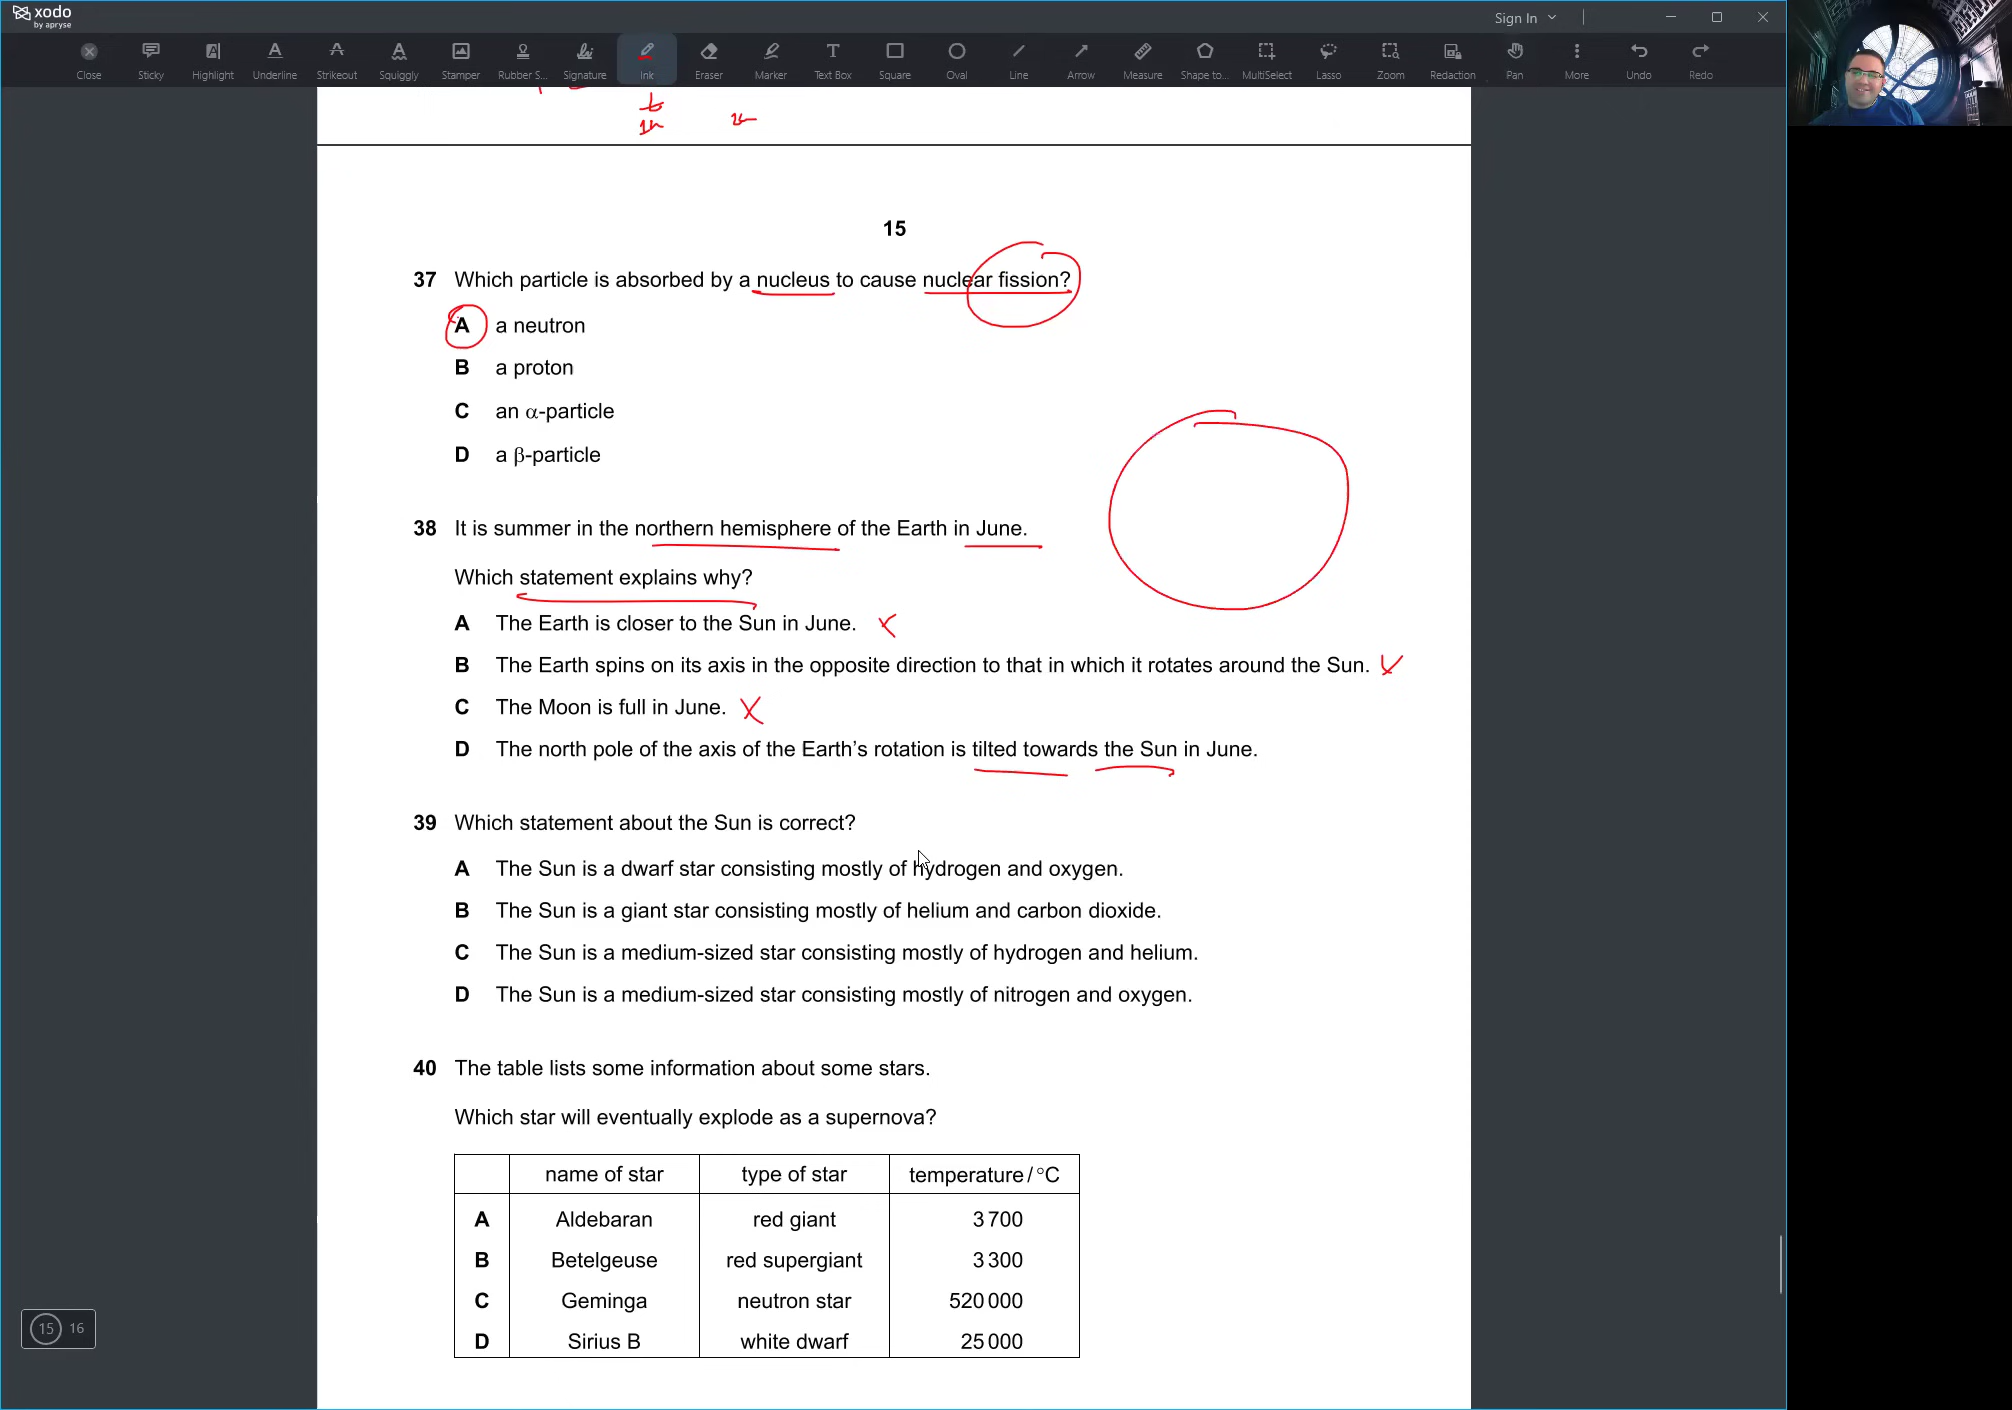 xodo
by apryse
Sign In
Close Sticky Highlight Underline Strikeout Squiggly Stamper Rubber S... Signature Ink Eraser Marker Text Box Square Oval Line Arrow Measure Shape to... MultiSelect Lasso Zoom Redaction Pan More Undo Redo
15
37 Which particle is absorbed by a nucleus to cause nuclear fission?
A a neutron
B a proton
C an α-particle
D a β-particle
38 It is summer in the northern hemisphere of the Earth in June.
Which statement explains why?
A The Earth is closer to the Sun in June.
B The Earth spins on its axis in the opposite direction to that in which it rotates around the Sun.
C The Moon is full in June.
D The north pole of the axis of the Earth’s rotation is tilted towards the Sun in June.
39 Which statement about the Sun is correct?
A The Sun is a dwarf star consisting mostly of hydrogen and oxygen.
B The Sun is a giant star consisting mostly of helium and carbon dioxide.
C The Sun is a medium-sized star consisting mostly of hydrogen and helium.
D The Sun is a medium-sized star consisting mostly of nitrogen and oxygen.
40 The table lists some information about some stars.
Which star will eventually explode as a supernova?
name of star type of star temperature / °C
A Aldebaran red giant 3 700
B Betelgeuse red supergiant 3 300
C Geminga neutron star 520 000
D Sirius B white dwarf 25 000
15 16